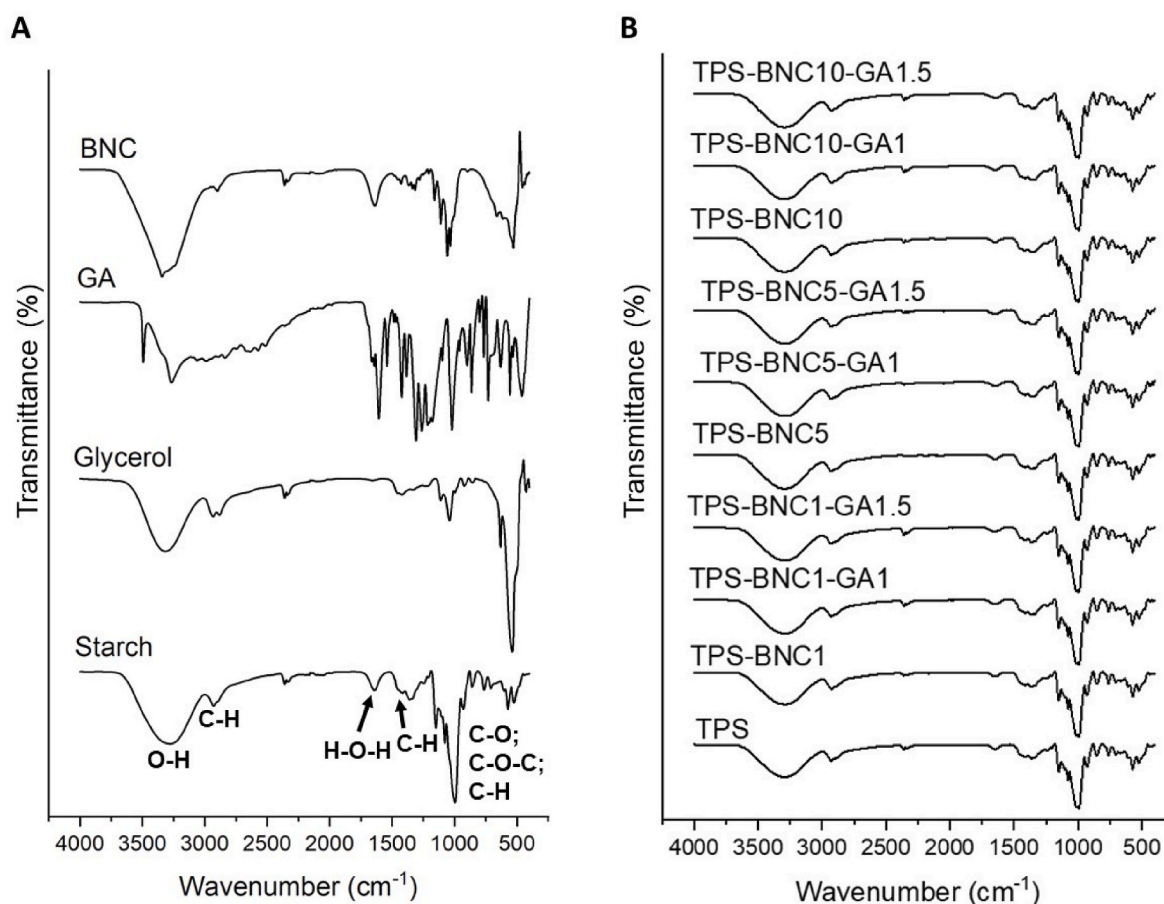 A
BNC
GA
Glycerol
Starch
C-H
O-H
H-O-H
C-H
C-O;
C-O-C;
C-H
Transmittance (%)
4000 3500 3000 2500 2000 1500 1000 500
Wavenumber (cm⁻¹)
B
TPS-BNC10-GA1.5
TPS-BNC10-GA1
TPS-BNC10
TPS-BNC5-GA1.5
TPS-BNC5-GA1
TPS-BNC5
TPS-BNC1-GA1.5
TPS-BNC1-GA1
TPS-BNC1
TPS
Transmittance (%)
4000 3500 3000 2500 2000 1500 1000 500
Wavenumber (cm⁻¹)